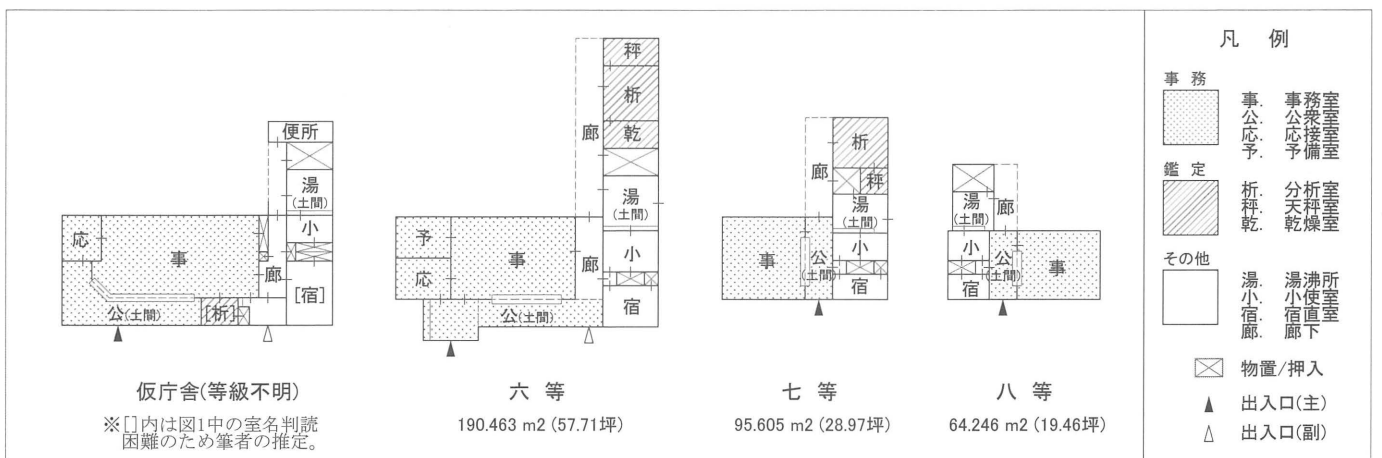 便所
湯
(土間)
小
応
事
廊
[宿]
公(土間)
[析]
仮庁舎(等級不明)
※[]内は図1中の室名判読
困難のため筆者の推定。
秤
析
乾
廊
湯
(土間)
予
応
事
廊
小
宿
公(土間)
六 等
190.463 m2 (57.71坪)
析
廊
秤
湯
(土間)
小
事
公
(土間)
宿
七 等
95.605 m2 (28.97坪)
湯
(土間)
廊
小
公
(土間)
事
宿
八 等
64.246 m2 (19.46坪)
凡 例
事 務
事. 事務室
公. 公衆室
応. 応接室
予. 予備室
鑑 定
析. 分析室
秤. 天秤室
乾. 乾燥室
その他
湯. 湯沸所
小. 小使室
宿. 宿直室
廊. 廊下
物置/押入
出入口(主)
出入口(副)